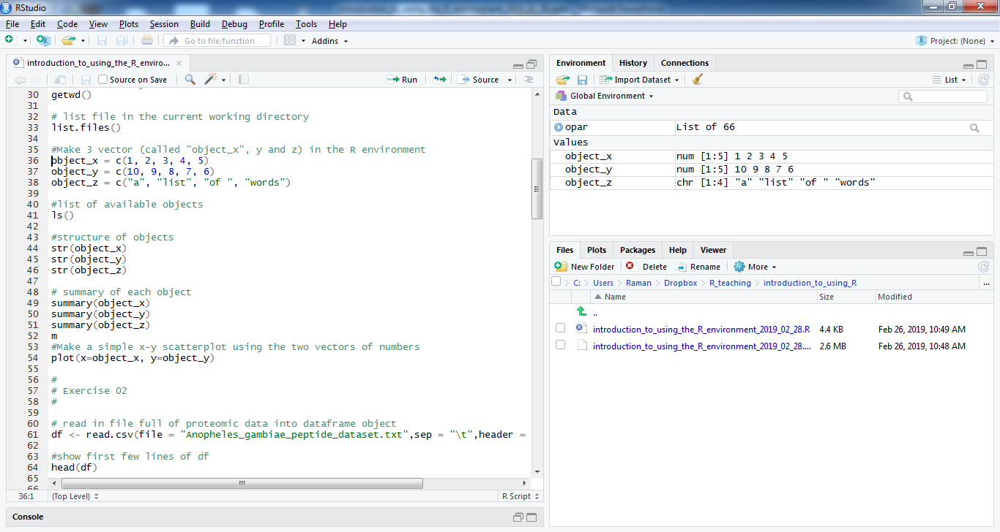 RStudio
File Edit Code View Plots Session Build Debug Profile Tools Help
Go to file/function Addins Project: (None)
introduction_to_using_the_R_enviro...
Source on Save Run Source
30 getwd()
31
32 # list file in the current working directory
33 list.files()
34
35 #Make 3 vector (called "object_x", y and z) in the R environment
36 object_x = c(1, 2, 3, 4, 5)
37 object_y = c(10, 9, 8, 7, 6)
38 object_z = c("a", "list", "of ", "words")
39
40 #list of available objects
41 ls()
42
43 #structure of objects
44 str(object_x)
45 str(object_y)
46 str(object_z)
47
48 # summary of each object
49 summary(object_x)
50 summary(object_y)
51 summary(object_z)
52 m
53 #Make a simple x-y scatterplot using the two vectors of numbers
54 plot(x=object_x, y=object_y)
55
56 #
57 # Exercise 02
58 #
59
60 # read in file full of proteomic data into dataframe object
61 df <- read.csv(file = "Anopheles_gambiae_peptide_dataset.txt",sep = "\t",header =
62
63 #show first few lines of df
64 head(df)
65
66
36:1 (Top Level) R Script
Console
Environment History Connections
Import Dataset List
Global Environment
Data
opar List of 66
Values
object_x num [1:5] 1 2 3 4 5
object_y num [1:5] 10 9 8 7 6
object_z chr [1:4] "a" "list" "of " "words"
Files Plots Packages Help Viewer
New Folder Delete Rename More
C: Users Raman Dropbox R_teaching introduction_to_using_R ...
Name Size Modified
..
introduction_to_using_the_R_environment_2019_02_28.R 4.4 KB Feb 26, 2019, 10:49 AM
introduction_to_using_the_R_environment_2019_02_28.... 2.6 MB Feb 26, 2019, 10:48 AM